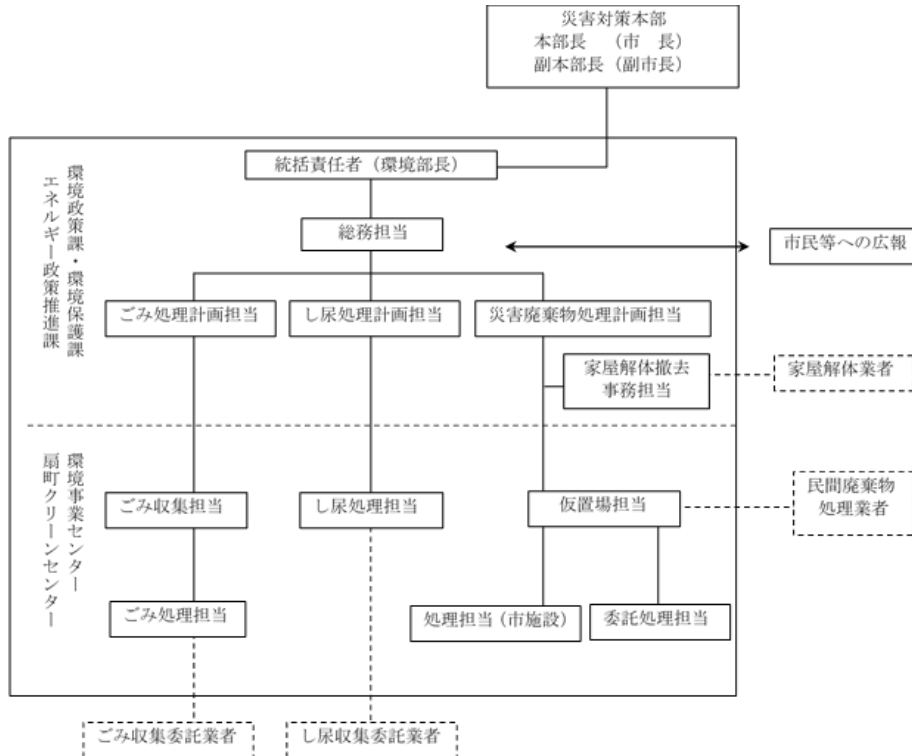 災害対策本部
本部長　（市　長）
副本部長（副市長）
統括責任者（環境部長）
総務担当
市民等への広報
環境政策課・環境保護課
エネルギー政策推進課
ごみ処理計画担当
し尿処理計画担当
災害廃棄物処理計画担当
家屋解体撤去
事務担当
家屋解体業者
環境事業センター
扇町クリーンセンター
ごみ収集担当
し尿処理担当
仮置場担当
民間廃棄物
処理業者
ごみ処理担当
処理担当（市施設）
委託処理担当
ごみ収集委託業者
し尿収集委託業者